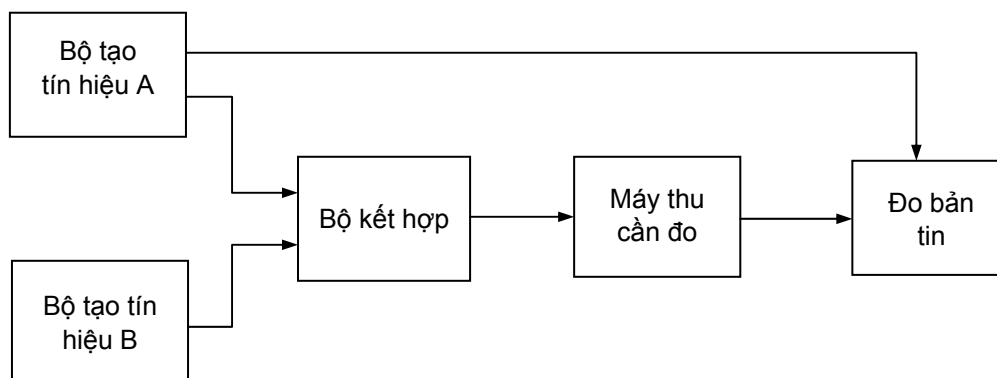 Bộ tạo
tín hiệu A
Bộ kết hợp
Máy thu
cần đo
Đo bản
tin
Bộ tạo tín
hiệu B